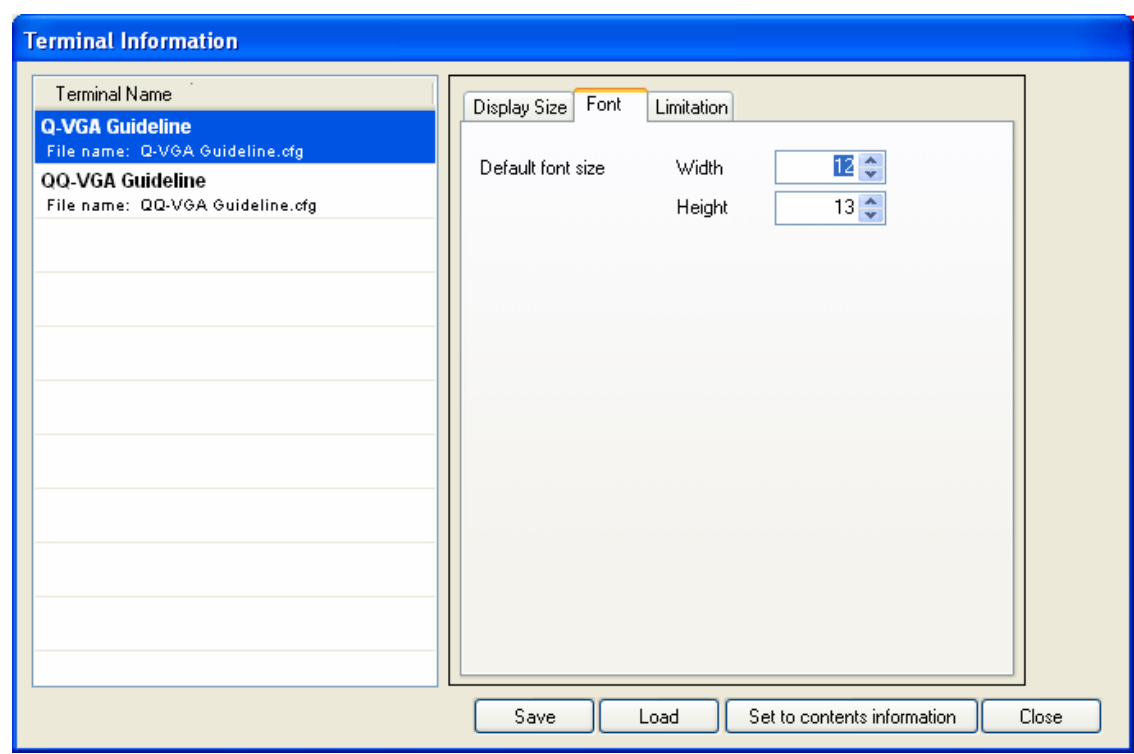 Terminal Information
Terminal Name
Q-VGA Guideline
File name: Q-VGA Guideline.cfg
QQ-VGA Guideline
File name: QQ-VGA Guideline.cfg
Display Size Font Limitation
Default font size Width 12
Height 13
Save Load Set to contents information Close